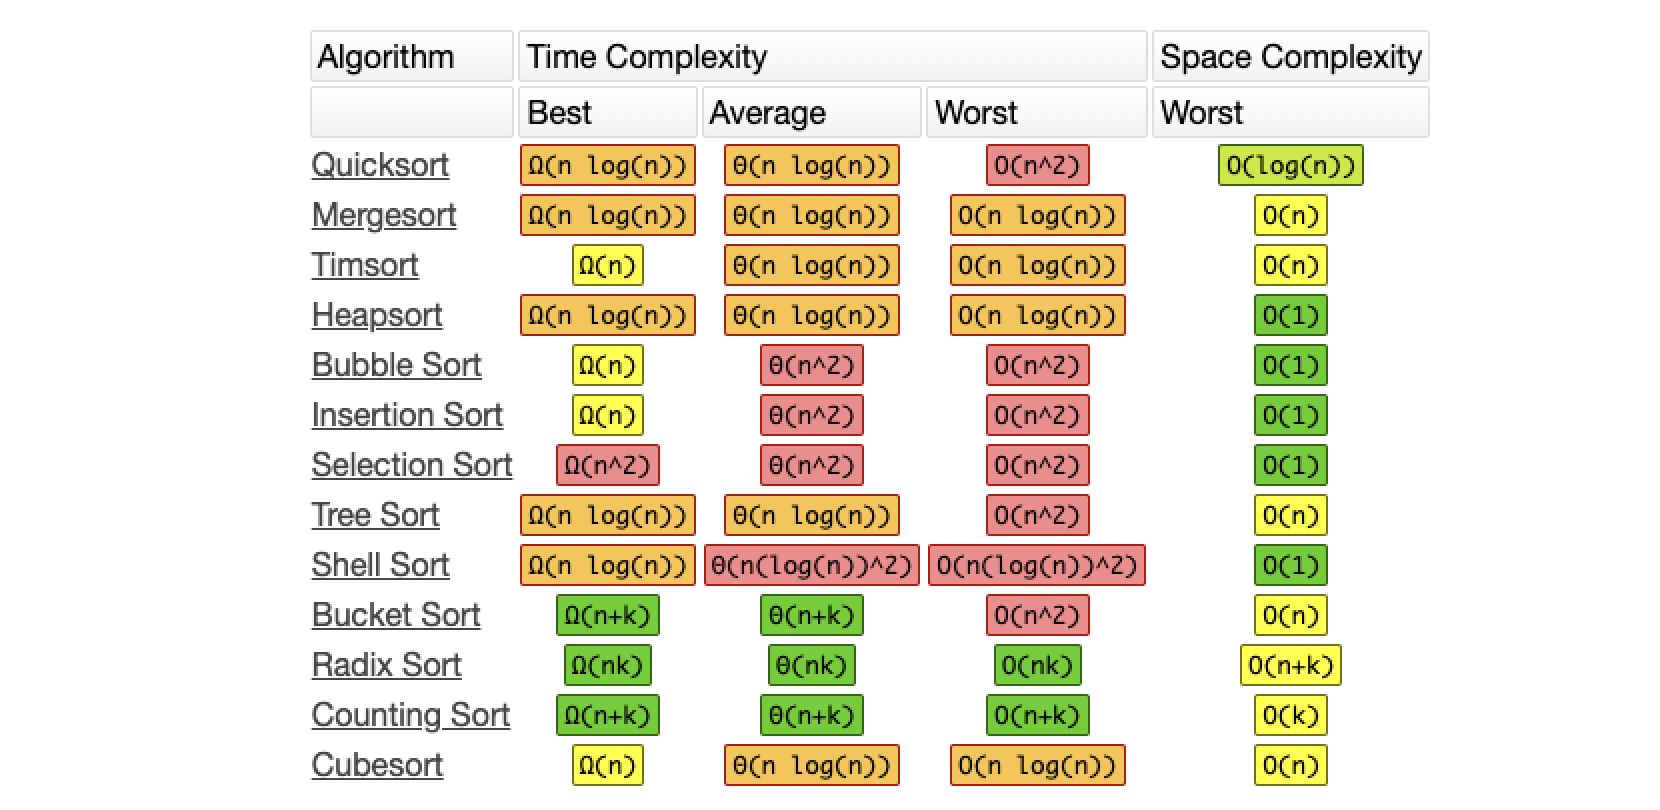 Algorithm Time Complexity Space Complexity
Best Average Worst Worst
Quicksort Ω(n log(n)) Θ(n log(n)) O(n^2) O(log(n))
Mergesort Ω(n log(n)) Θ(n log(n)) O(n log(n)) O(n)
Timsort Ω(n) Θ(n log(n)) O(n log(n)) O(n)
Heapsort Ω(n log(n)) Θ(n log(n)) O(n log(n)) O(1)
Bubble Sort Ω(n) Θ(n^2) O(n^2) O(1)
Insertion Sort Ω(n) Θ(n^2) O(n^2) O(1)
Selection Sort Ω(n^2) Θ(n^2) O(n^2) O(1)
Tree Sort Ω(n log(n)) Θ(n log(n)) O(n^2) O(n)
Shell Sort Ω(n log(n)) Θ(n(log(n))^2) O(n(log(n))^2) O(1)
Bucket Sort Ω(n+k) Θ(n+k) O(n^2) O(n)
Radix Sort Ω(nk) Θ(nk) O(nk) O(n+k)
Counting Sort Ω(n+k) Θ(n+k) O(n+k) O(k)
Cubesort Ω(n) Θ(n log(n)) O(n log(n)) O(n)